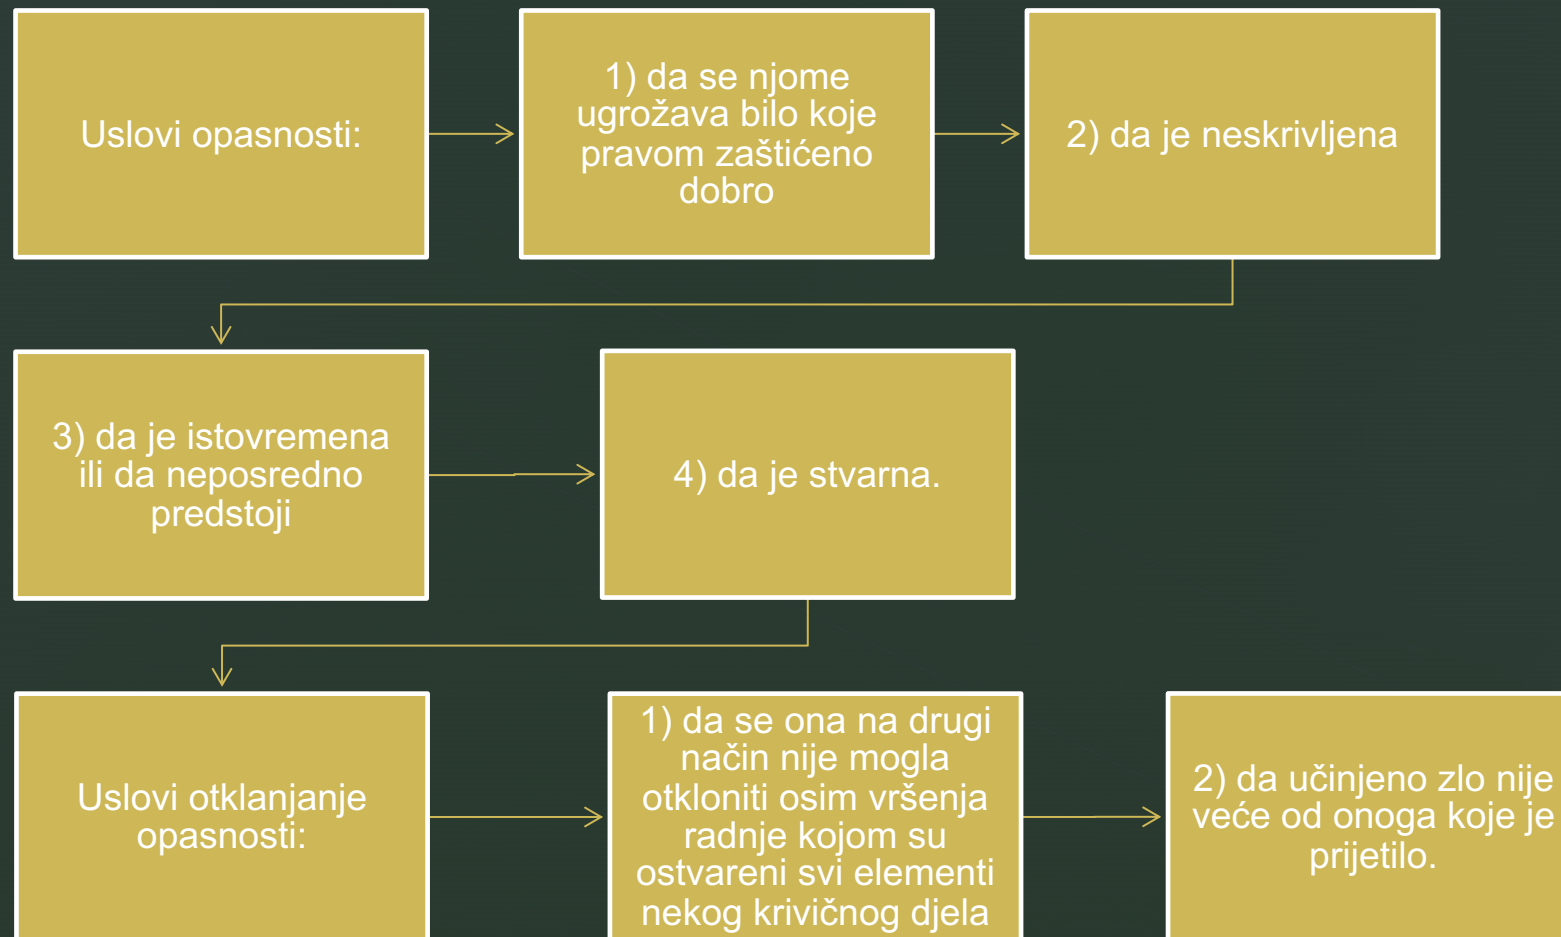 Uslovi opasnosti:
1) da se njome
ugrožava bilo koje
pravom zaštićeno
dobro
2) da je neskrivljena
3) da je istovremena
ili da neposredno
predstoji
4) da je stvarna.
Uslovi otklanjanje
opasnosti:
1) da se ona na drugi
način nije mogla
otkloniti osim vršenja
radnje kojom su
ostvareni svi elementi
nekog krivičnog djela
2) da učinjeno zlo nije
veće od onoga koje je
prijetilo.